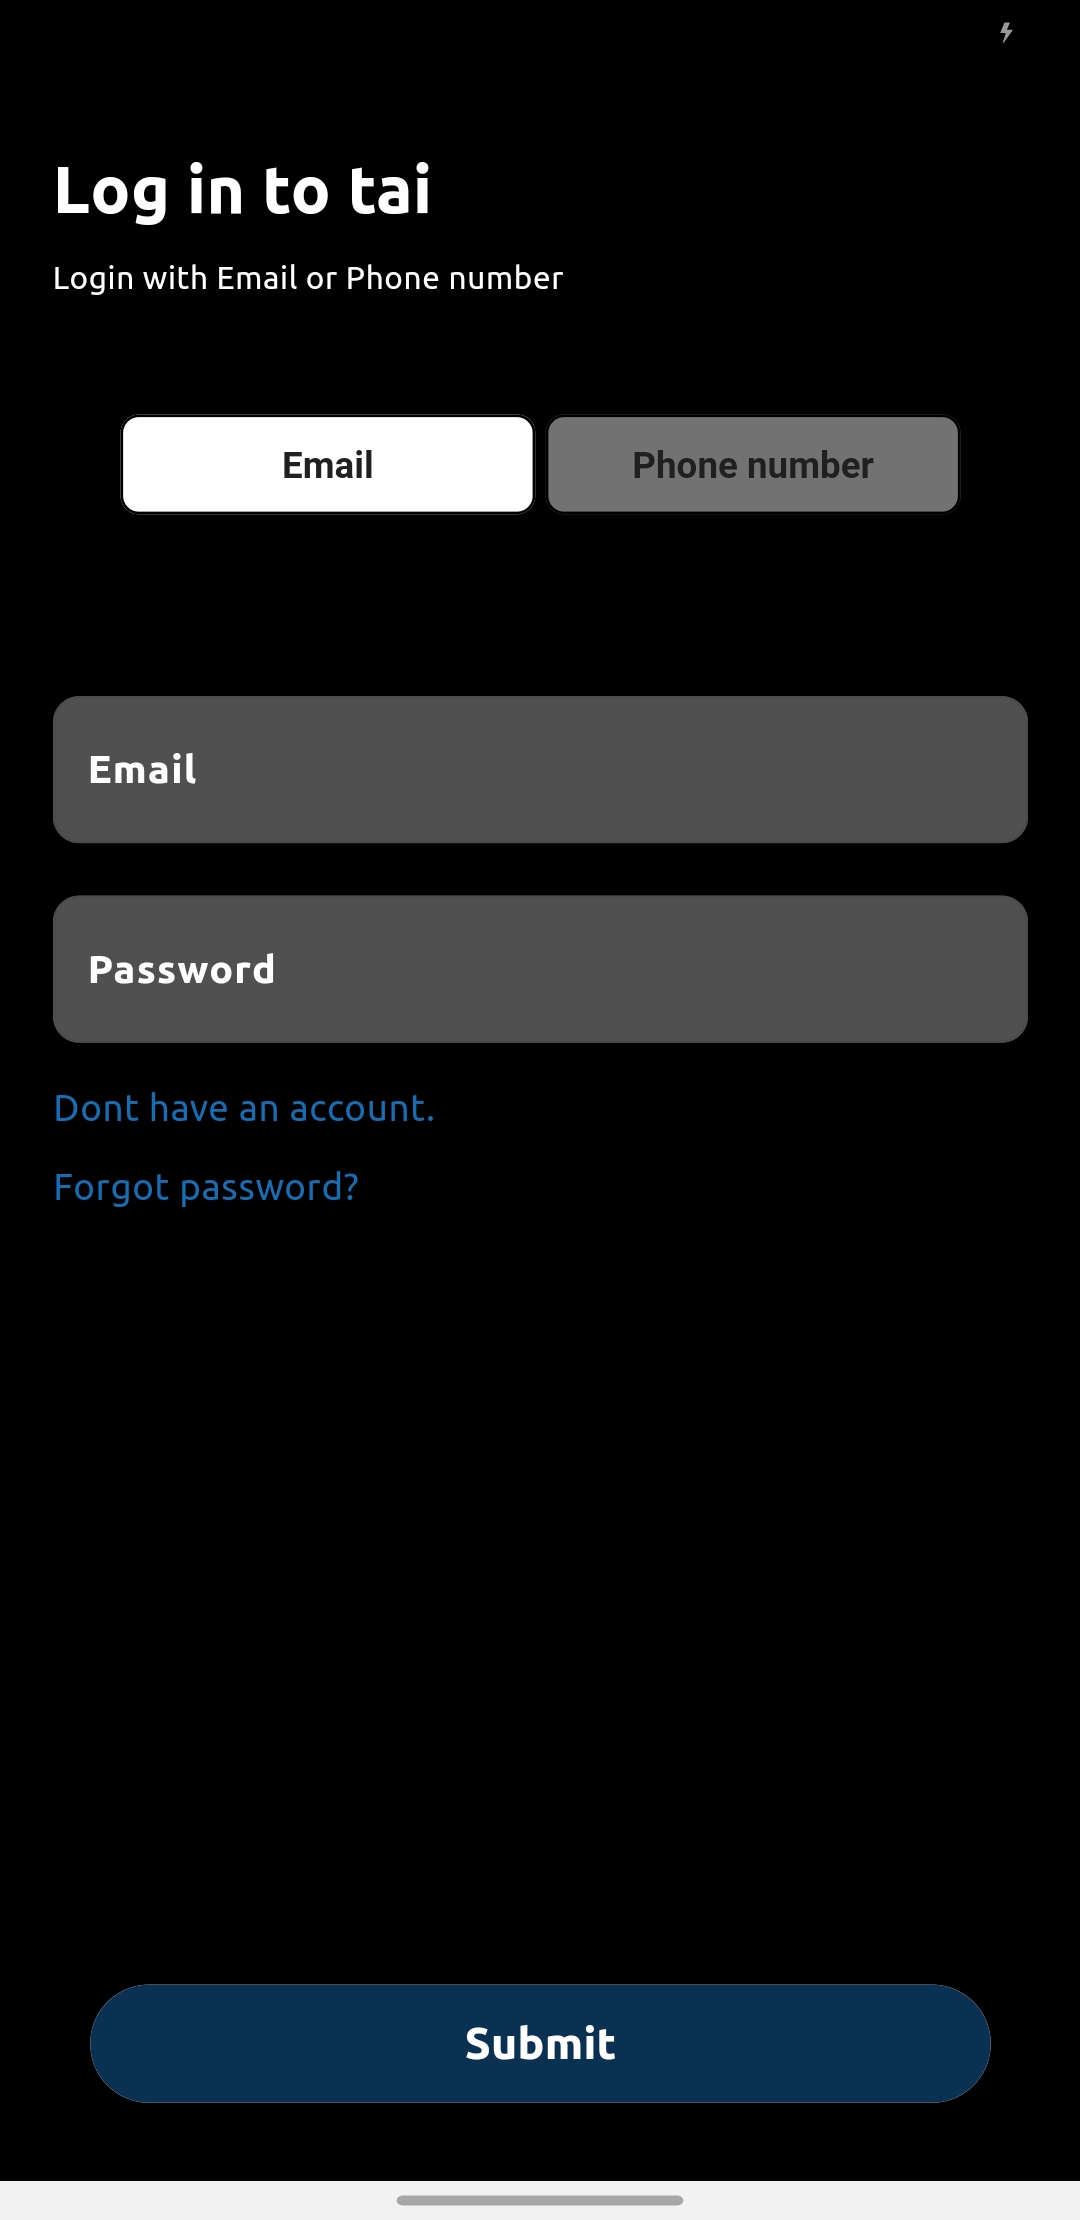 Log in to tai
Login with Email or Phone number
Email
Phone number
Email
Password
Dont have an account.
Forgot password?
Submit